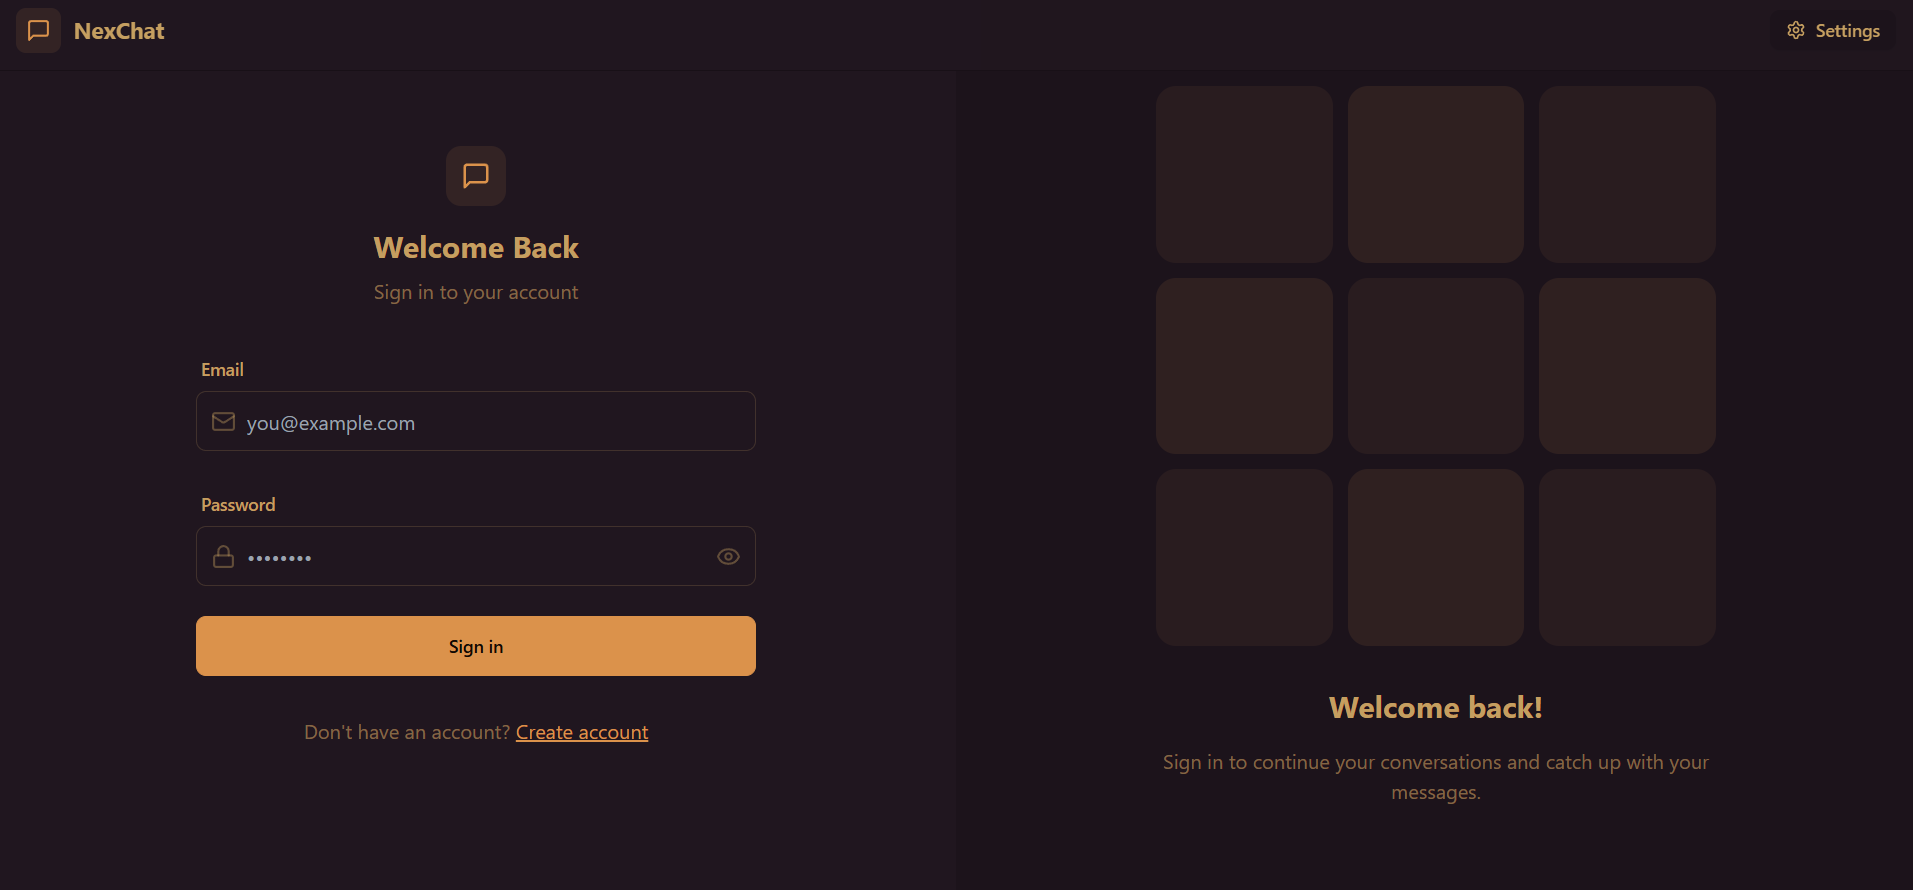 NexChat
Settings
Welcome Back
Sign in to your account
Email
you@example.com
Password
••••••••
Sign in
Don't have an account? Create account
Welcome back!
Sign in to continue your conversations and catch up with your
messages.